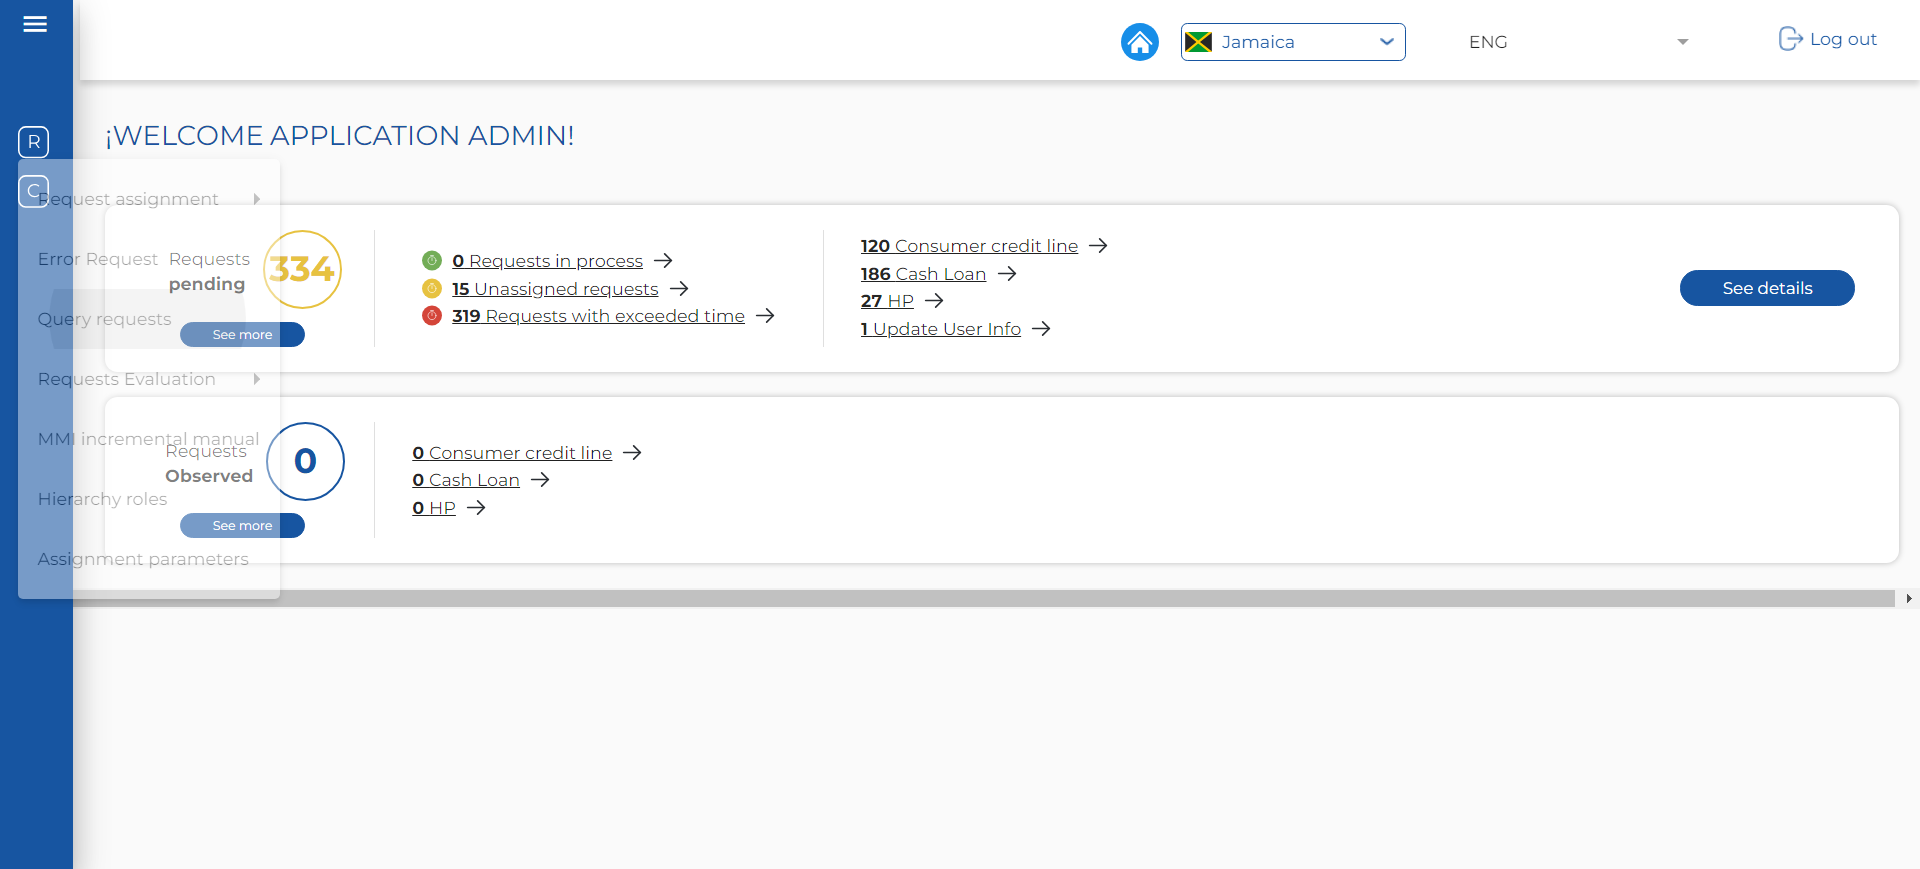 Jamaica
ENG
Log out
¡WELCOME APPLICATION ADMIN!
R
C
Request assignment
Error Request
Query requests
Requests Evaluation
MMI incremental manual
Hierarchy roles
Assignment parameters
Requests
pending
334
See more
0 Requests in process
15 Unassigned requests
319 Requests with exceeded time
120 Consumer credit line
186 Cash Loan
27 HP
1 Update User Info
See details
Requests
Observed
0
See more
0 Consumer credit line
0 Cash Loan
0 HP